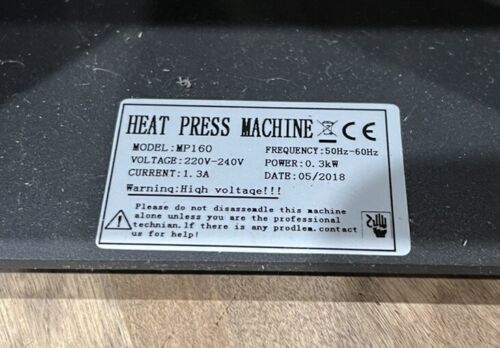 HEAT PRESS MACHINE CE
MODEL:MP160 FREQUENCY:50Hz-60Hz
VOLTAGE:220V-240V POWER:0.3kW
CURRENT:1.3A DATE:05/2018
Warning:High voltage!!!
Please do not disassemdle this machine
alone unless you are the professional
technian.If there is any prodlem.contact
us for help!